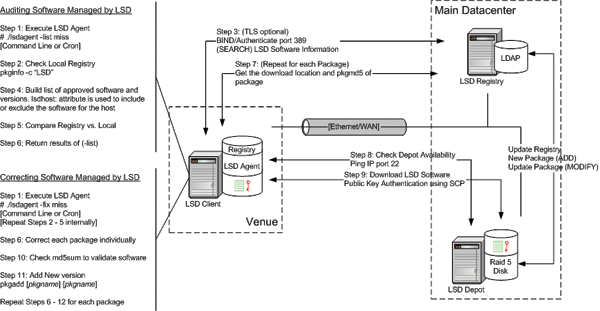 Auditing Software Managed by LSD
Step 1: Execute LSD Agent
# ./lsdagent -list miss
[Command Line or Cron]
Step 2: Check Local Registry
pkginfo -c "LSD"
Step 4: Build list of approved software and
versions. lsdhost: attribute is used to include
or exclude the software for the host
Step 5: Compare Registry vs. Local
Step 6; Return results of (-list)
Correcting Software Managed by LSD
Step 1: Execute LSD Agent
# ./lsdagent -fix miss
[Command Line or Cron]
[Repeat Steps 2 - 5 internally]
Step 6: Correct each package individually
Step 10: Check md5sum to validate software
Step 11: Add New version
pkgadd [pkgname] [pkgname]
Repeat Steps 6 - 12 for each package
Step 3: (TLS optional)
BIND/Authenticate port 389
(SEARCH) LSD Software Information
Step 7: (Repeat for each Package)
Get the download location and pkgmd5 of
package
Main Datacenter
LDAP
LSD Registry
[Ethernet/WAN]
Registry
LSD Agent
LSD Client
Venue
Step 8: Check Depot Availability
Ping IP port 22
Step 9: Download LSD Software
Public Key Authentication using SCP
Update Registry
New Package (ADD)
Update Package (MODIFY)
Raid 5
Disk
LSD Depot